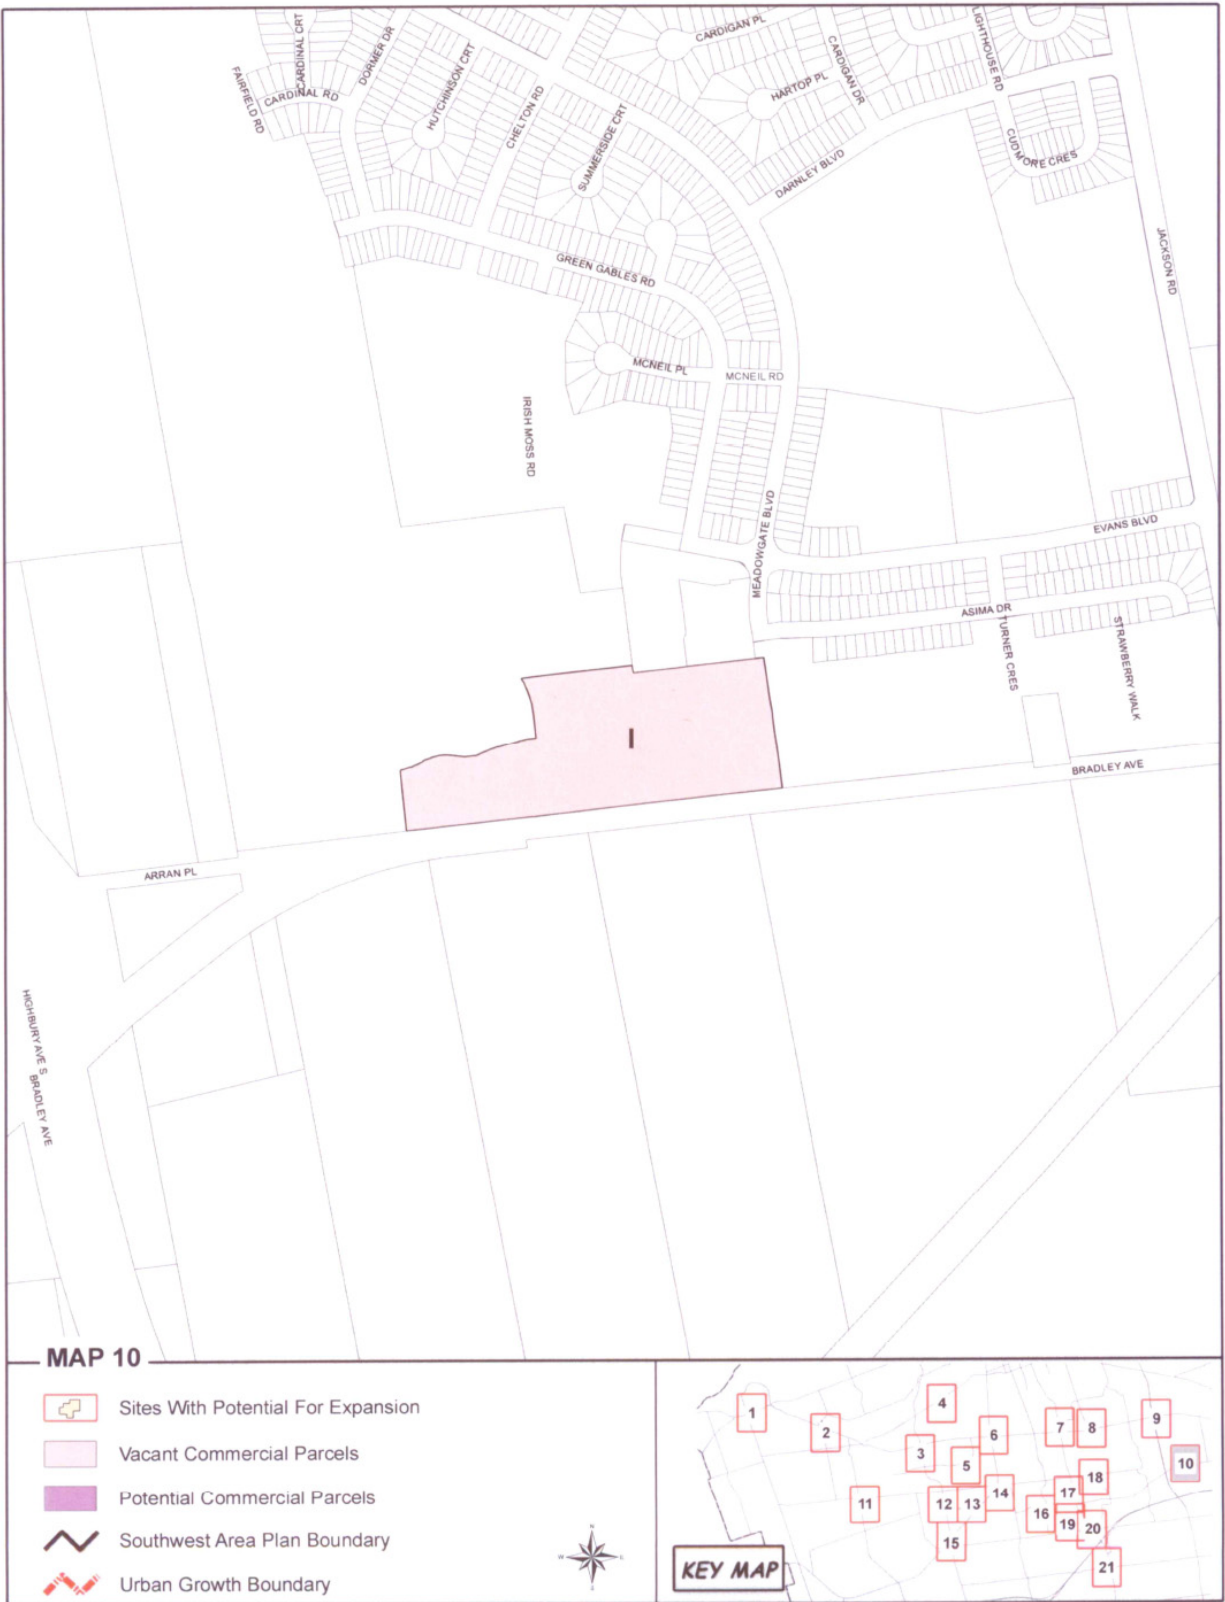 CARDINAL CRT
DORMER DR
HUTCHINSON CRT
FAIRFIELD RD
CARDINAL RD
CHELTON RD
SUMMERSIDE CRT
CARDIGAN PL
CARDIGAN DR
HARTOP PL
LIGHTHOUSE RD
DARNLEY BLVD
CUDMORE CRES
JACKSON RD
GREEN GABLES RD
MCNEIL PL
MCNEIL RD
IRISH MOSS RD
MEADOWGATE BLVD
EVANS BLVD
ASIMA DR
TURNER CRES
STRAWBERRY WALK
I
BRADLEY AVE
ARRAN PL
HIGHBURY AVE S
BRADLEY AVE
MAP 10
Sites With Potential For Expansion
Vacant Commercial Parcels
Potential Commercial Parcels
Southwest Area Plan Boundary
Urban Growth Boundary
N
W
E
S
1
2
3
4
5
6
7
8
9
10
11
12
13
14
15
16
17
18
19
20
21
KEY MAP